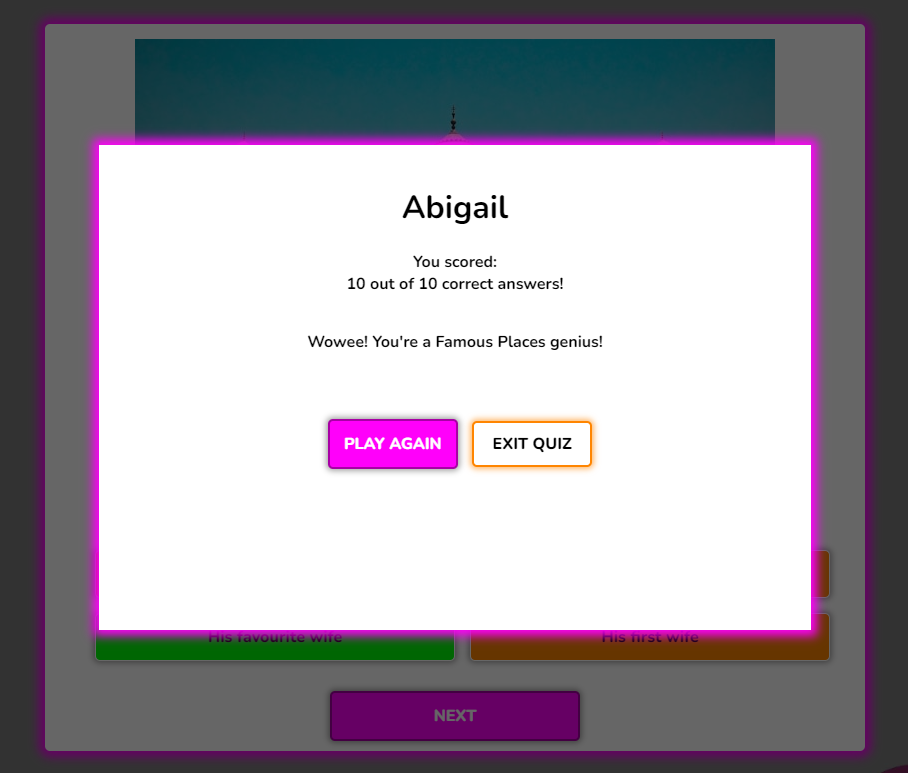 Abigail
You scored:
10 out of 10 correct answers!
Wowee! You're a Famous Places genius!
PLAY AGAIN
EXIT QUIZ
His favourite wife
His first wife
NEXT